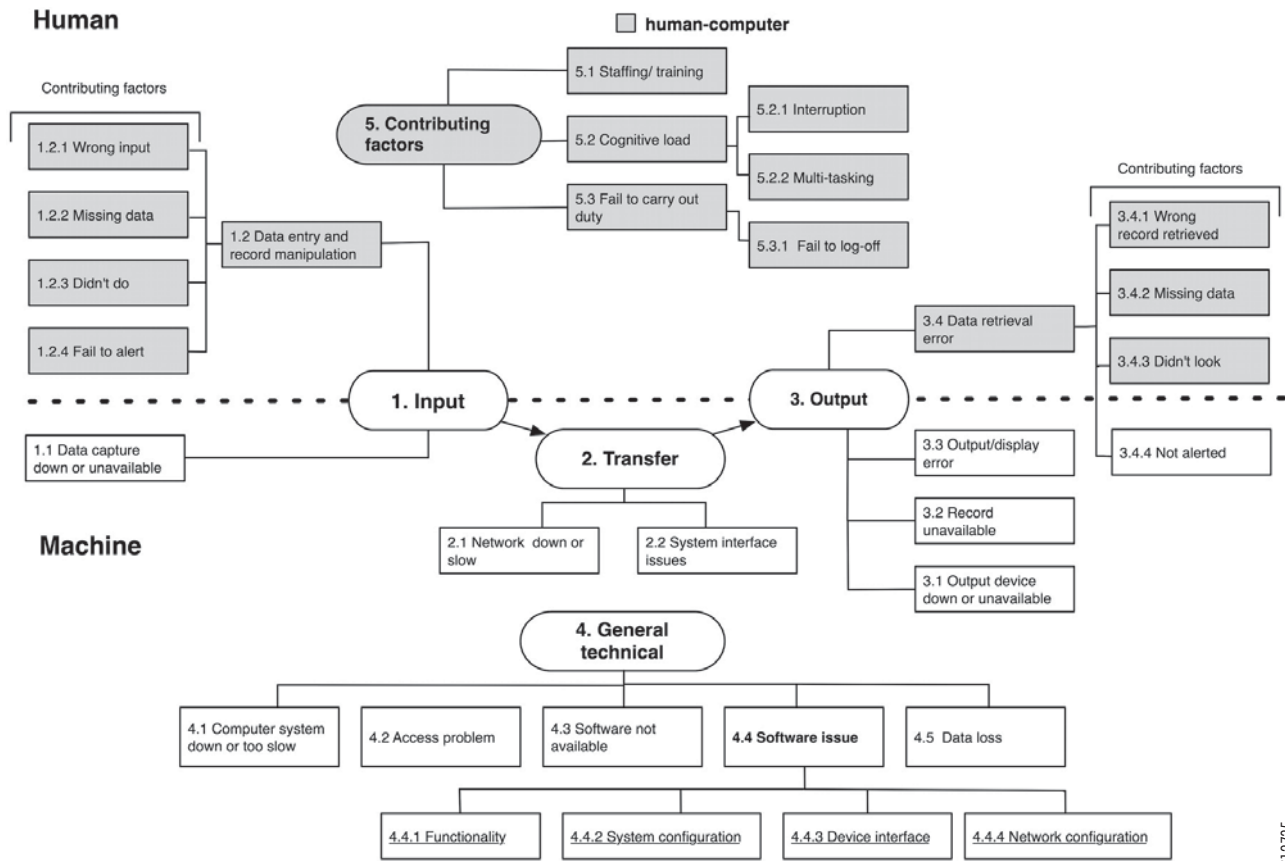 Human
human-computer
Contributing factors
1.2.1 Wrong input
1.2.2 Missing data
1.2.3 Didn't do
1.2.4 Fail to alert
1.2 Data entry and
record manipulation
5. Contributing
factors
5.1 Staffing/ training
5.2 Cognitive load
5.3 Fail to carry out
duty
5.2.1 Interruption
5.2.2 Multi-tasking
5.3.1 Fail to log-off
Contributing factors
3.4.1 Wrong
record retrieved
3.4.2 Missing data
3.4.3 Didn't look
3.4.4 Not alerted
3.4 Data retrieval
error
1. Input
2. Transfer
3. Output
1.1 Data capture
down or unavailable
3.3 Output/display
error
3.2 Record
unavailable
3.1 Output device
down or unavailable
2.1 Network down or
slow
2.2 System interface
issues
Machine
4. General
technical
4.1 Computer system
down or too slow
4.2 Access problem
4.3 Software not
available
4.4 Software issue
4.5 Data loss
4.4.1 Functionality
4.4.2 System configuration
4.4.3 Device interface
4.4.4 Network configuration